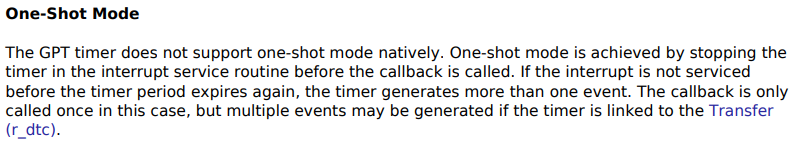 One-Shot Mode
The GPT timer does not support one-shot mode natively. One-shot mode is achieved by stopping the
timer in the interrupt service routine before the callback is called. If the interrupt is not serviced
before the timer period expires again, the timer generates more than one event. The callback is only
called once in this case, but multiple events may be generated if the timer is linked to the Transfer
(r_dtc).